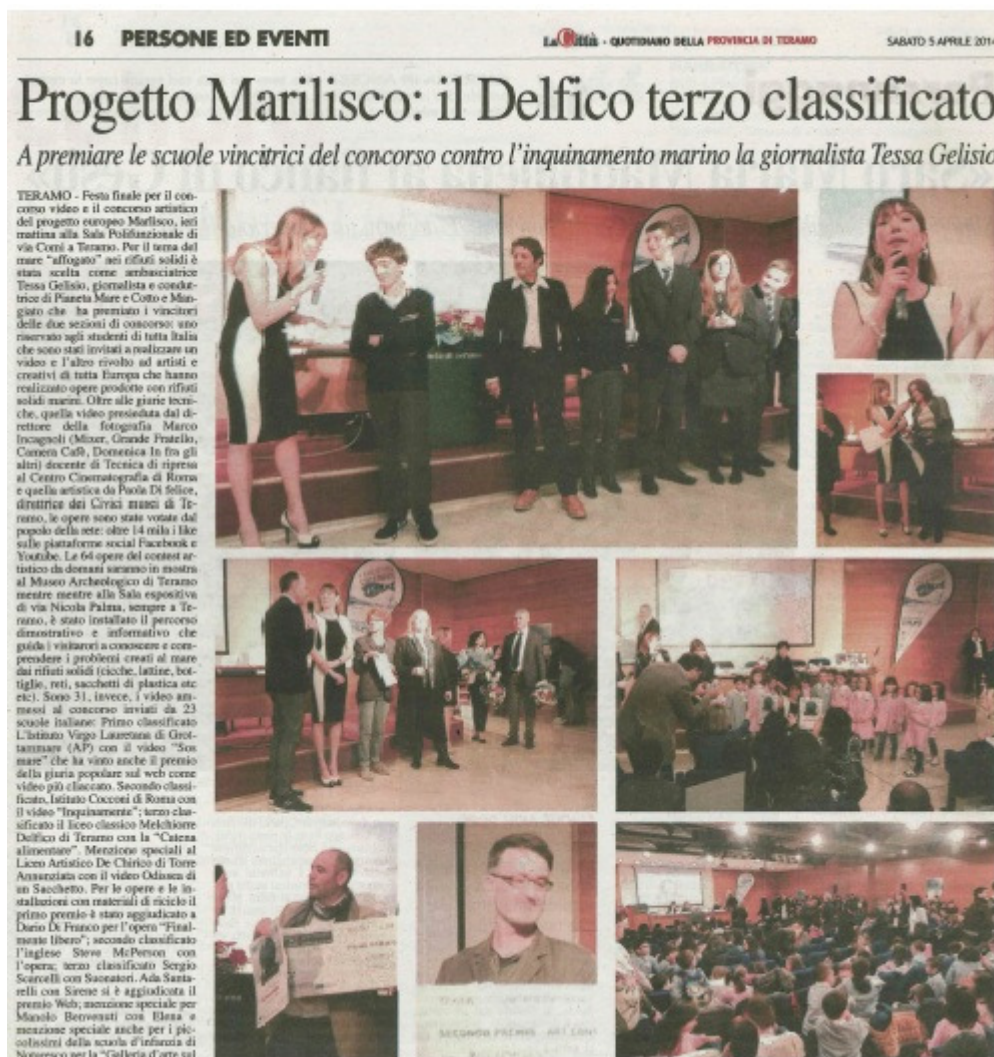 16 PERSONE ED EVENTI
La Città - QUOTIDIANO DELLA PROVINCIA DI TERAMO
SABATO 5 APRILE 2014
Progetto Marilisco: il Delfico terzo classificato
A premiare le scuole vincitrici del concorso contro l'inquinamento marino la giornalista Tessa Gelisio
TERAMO - Festa finale per il con-
corso video e il concorso artistico
del progetto europeo Marlisco, ieri
mattina alla Sala Polifunzionale di
via Comi a Teramo. Per il tema del
mare "affogato" nei rifiuti solidi è
stata scelta come ambasciatrice
Tessa Gelisio, giornalista e condut-
trice di Pianeta Mare e Cotto e Man-
giato che ha premiato i vincitori
delle due sezioni di concorso: uno
riservato agli studenti di tutta Italia
che sono stati invitati a realizzare un
video e l'altro rivolto ad artisti e
creativi di tutta Europa che hanno
realizzato opere prodotte con rifiuti
solidi marini. Oltre alle giurie tecni-
che, quella video presieduta dal di-
rettore della fotografia Marco
Incagnoli (Mixer, Grande Fratello,
Camera Cafè, Domenica In fra gli
altri) docente di Tecnica di ripresa
al Centro Cinematografia di Roma
e quella artistica da Paola Di felice,
direttrice dei Civici musei di Te-
ramo, le opere sono state votate dal
popolo della rete: oltre 14 mila i like
sulle piattaforme social Facebook e
Youtube. Le 64 opere del contest ar-
tistico da domani saranno in mostra
al Museo Archeologico di Teramo
mentre mentre alla Sala espositiva
di via Nicola Palma, sempre a Te-
ramo, è stato installato il percorso
dimostrativo e informativo che
guida i visitatori a conoscere e com-
prendere i problemi creati al mare
dai rifiuti solidi (cicche, lattine, bot-
tiglie, reti, sacchetti di plastica etc
etc). Sono 31, invece, i video am-
messi al concorso inviati da 23
scuole italiane: Primo classificato
L'Istituto Virgo Lauretana di Grot-
tammare (AP) con il video "Sos
mare" che ha vinto anche il premio
della giuria popolare sul web come
video più cliaccato. Secondo classi-
ficato, Istituto Cocconi di Roma con
il video "Inquinamente"; terzo clas-
sificato il liceo classico Melchiorre
Delfico di Teramo con la "Catena
alimentare". Menzione speciali al
Liceo Artistico De Chirico di Torre
Annunziata con il video Odissea di
un Sacchetto. Per le opere e le in-
stallazioni con materiali di riciclo il
primo premio è stato aggiudicato a
Dario Di Franco per l'opera "Final-
mente libero"; secondo classificato
l'inglese Steve McPerson con
l'opera; terzo classificato Sergio
Scarcelli con Suonatori. Ada Santa-
relli con Sirene si è aggiudicata il
premio Web; menzione speciale per
Manolo Benvenuti con Elena e
menzione speciale anche per i pic-
colissimi della scuola d'infanzia di
Notaresco per la "Galleria d'arte sul
SECONDO PREMIO